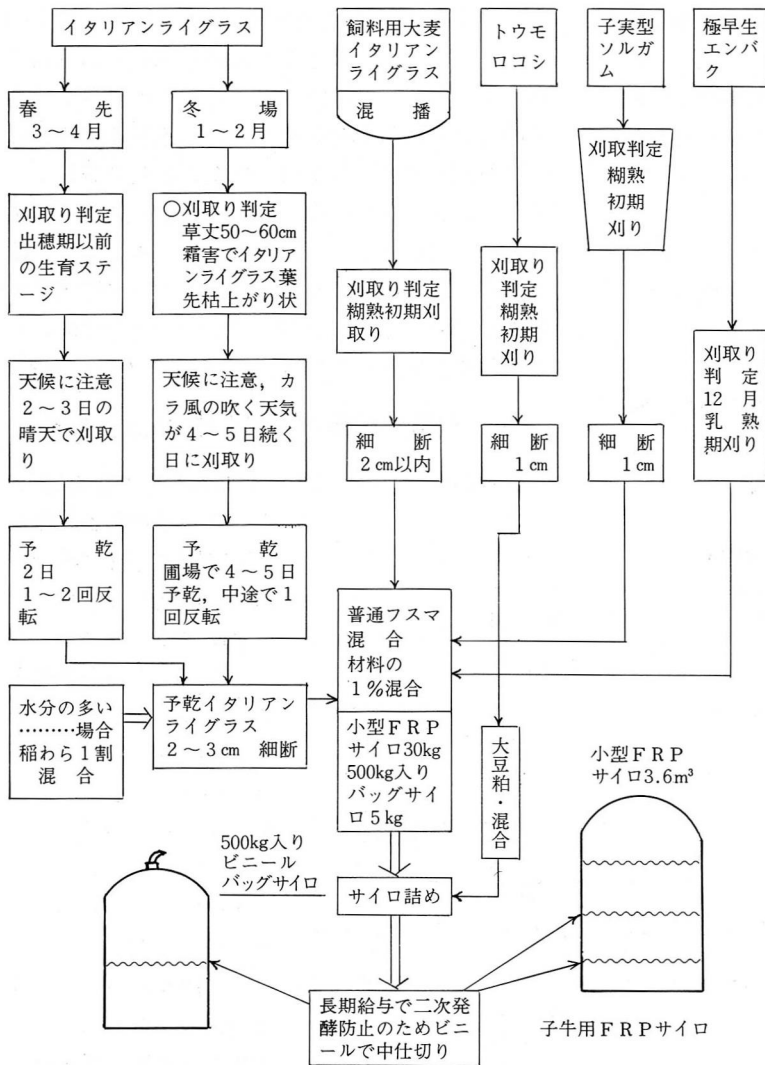 イタリアンライグラス
春先
3～4月
刈取り判定
出穂期以前
の生育ステ
ージ
天候に注意
2～3日の
晴天で刈取
り
予乾
2日
1～2回反
転
冬場
1～2月
○刈取り判定
草丈50～60cm
霜害でイタリア
ンライグラス葉
先枯上がり状
天候に注意，カ
ラ風の吹く天気
が4～5日続く
日に刈取り
予乾
圃場で4～5日
予乾，中途で1
回反転
水分の多い
………場合
稲わら1割
混合
予乾イタリアン
ライグラス
2～3cm 細断
飼料用大麦
イタリアン
ライグラス
混播
刈取り判定
糊熟初期刈
取り
細断
2cm以内
普通フスマ
混合
材料の
1％混合
小型FRP
サイロ30kg
500kg入り
バッグサイ
ロ5kg
トウモ
ロコシ
刈取り
判定
糊熟
初期
刈り
細断
1cm
大豆粕・混合
子実型
ソルガ
ム
刈取判定
糊熟
初期
刈り
細断
1cm
極早生
エンバ
ク
刈取り
判定
12月
乳熟
期刈り
500kg入り
ビニール
バッグサイロ
サイロ詰め
長期給与で二次発
酵防止のためビニ
ールで中仕切り
小型FRP
サイロ3.6m³
子牛用FRPサイロ